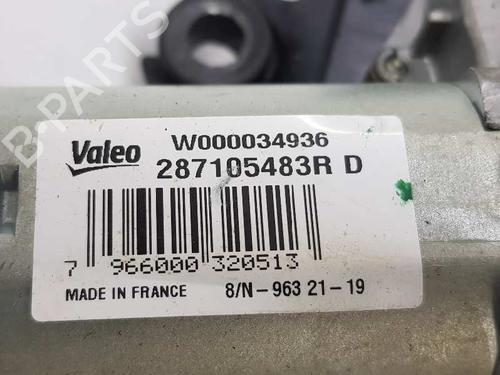 B-PARTS
Valeo
W000034936
287105483R D
7 966000 320513
MADE IN FRANCE 8/N-963 21-19